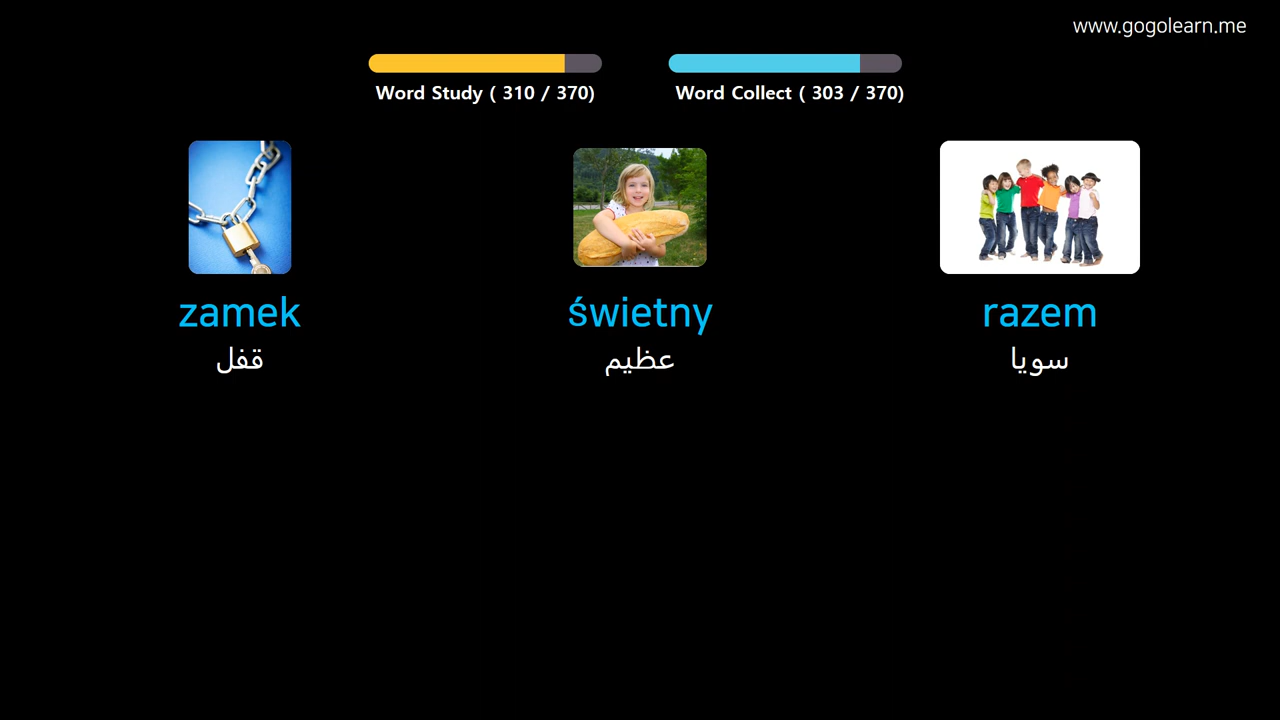 www.gogolearn.me
Word Study ( 310 / 370)
Word Collect ( 303 / 370)
zamek
świetny
razem
قفل
عظيم
سويا